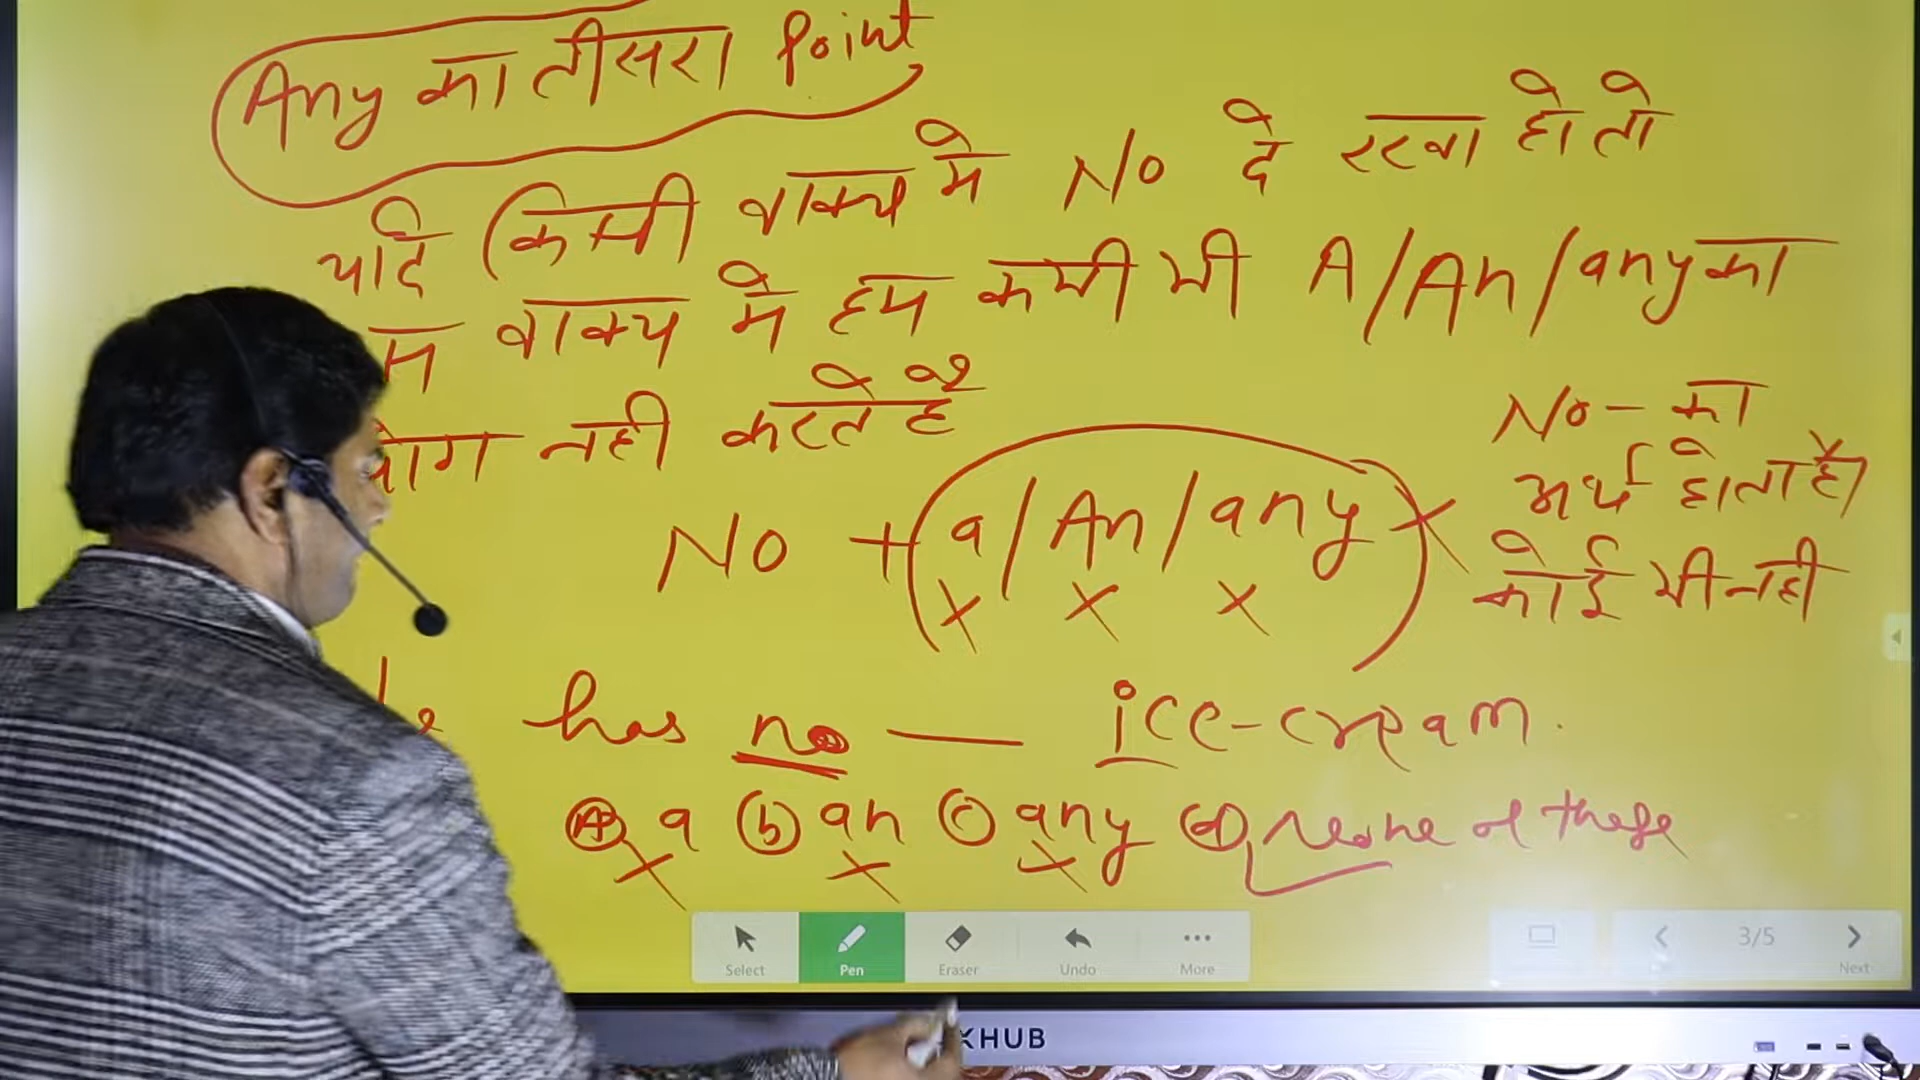 Any का तीसरा Point
यदि किसी वाक्य मे No दे रखा हो तो
वाक्य मे हम कभी भी A/An/any का
नही करते है
No + (a/An/any)
No - का
अर्थ होता है
कोई भी नही
has no — ice-cream.
(A) a (b) an (c) any (d) none of these
Select Pen Eraser Undo More 3/5 Next
KHUB